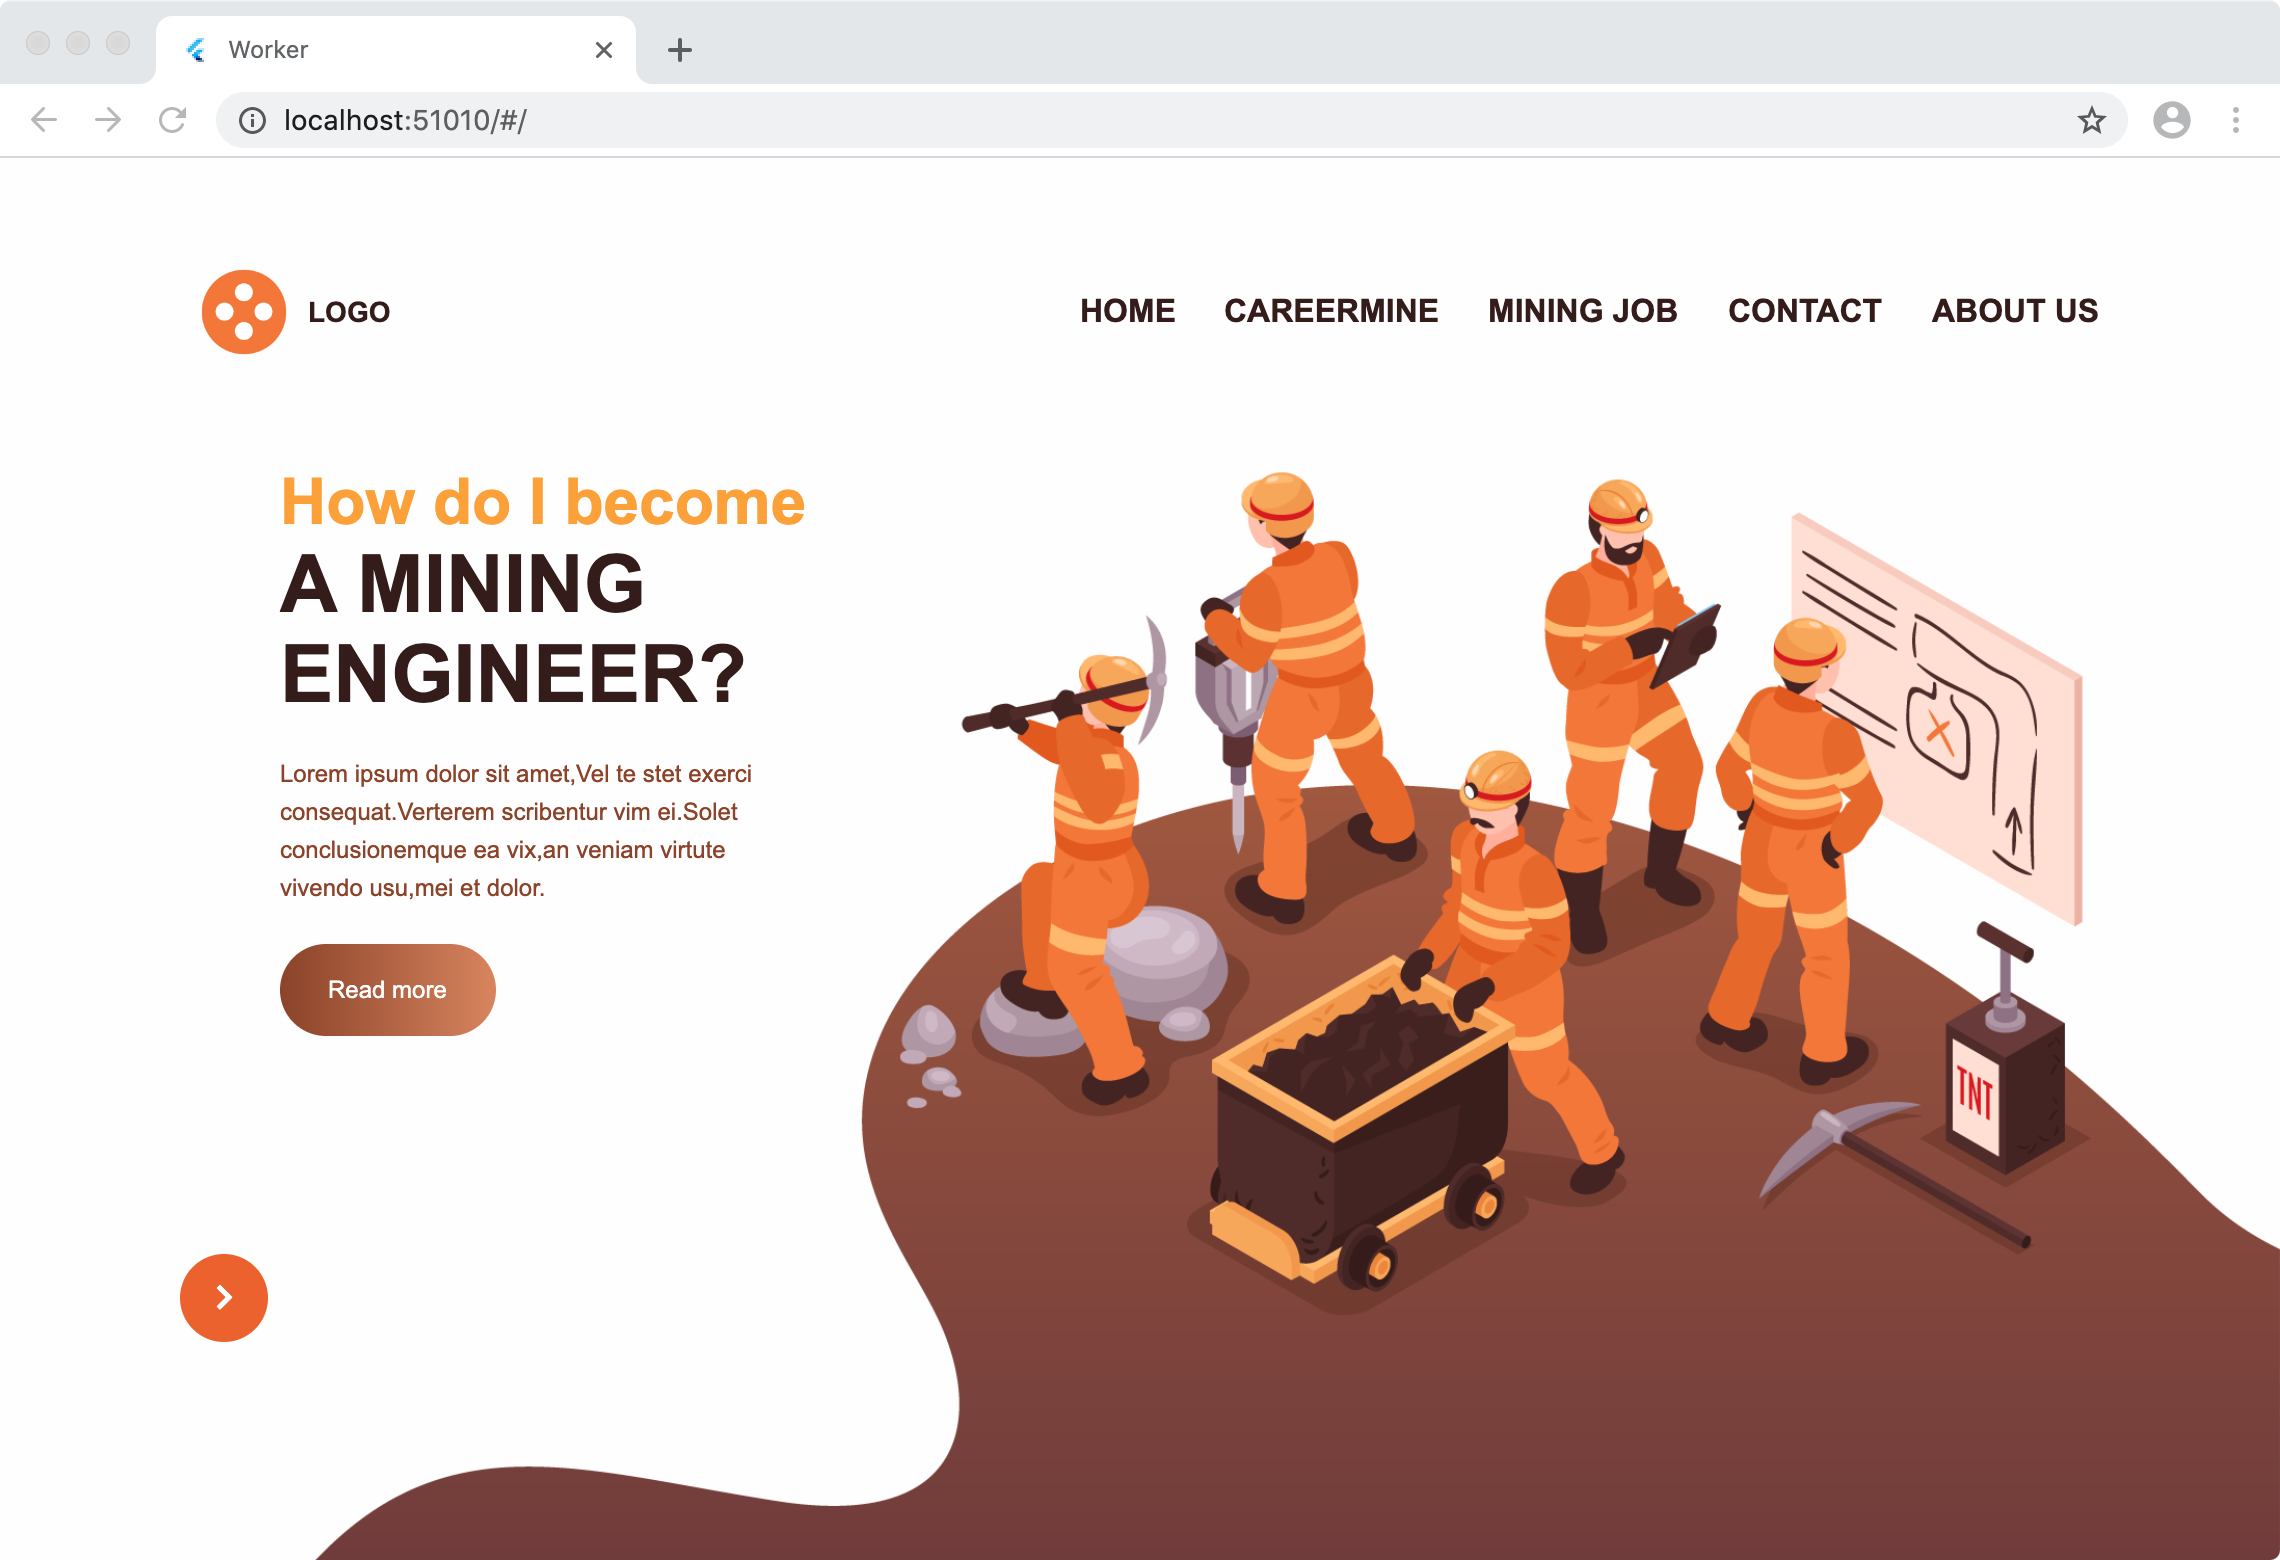 Worker
localhost:51010/#/
LOGO
HOME CAREERMINE MINING JOB CONTACT ABOUT US
How do I become
A MINING
ENGINEER?
Lorem ipsum dolor sit amet,Vel te stet exerci
consequat.Verterem scribentur vim ei.Solet
conclusionemque ea vix,an veniam virtute
vivendo usu,mei et dolor.
Read more
TNT